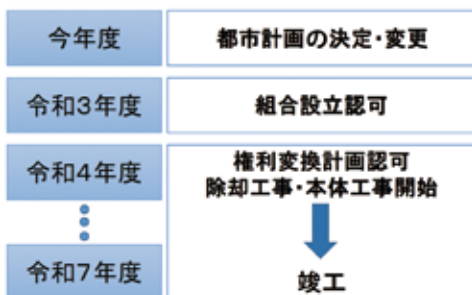 今年度 都市計画の決定・変更
令和3年度 組合設立認可
令和4年度 権利変換計画認可
除却工事・本体工事開始
令和7年度 竣工